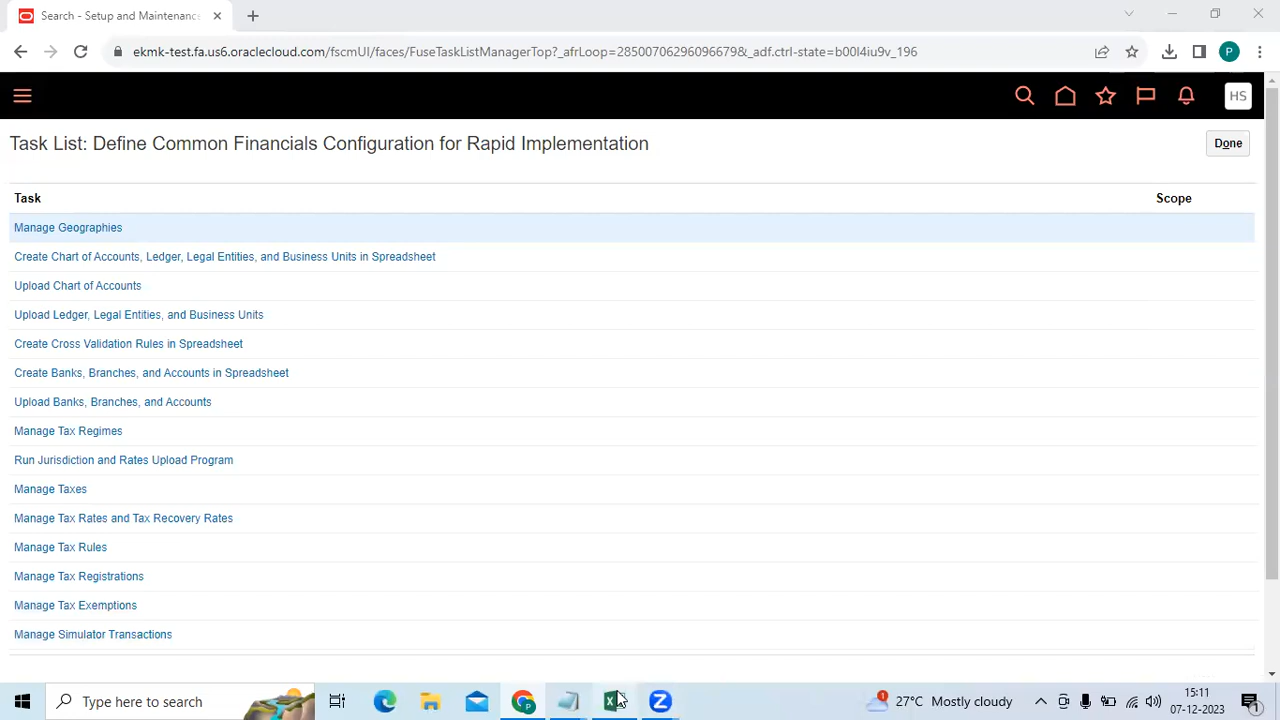 Search - Setup and Maintenance
ekmk-test.fa.us6.oraclecloud.com/fscmUI/faces/FuseTaskListManagerTop?_afrLoop=2850070629609667&_adf.ctrl-state=b00l4iu9v_196
P
HS
Task List: Define Common Financials Configuration for Rapid Implementation
Done
Task
Scope
Manage Geographies
Create Chart of Accounts, Ledger, Legal Entities, and Business Units in Spreadsheet
Upload Chart of Accounts
Upload Ledger, Legal Entities, and Business Units
Create Cross Validation Rules in Spreadsheet
Create Banks, Branches, and Accounts in Spreadsheet
Upload Banks, Branches, and Accounts
Manage Tax Regimes
Run Jurisdiction and Rates Upload Program
Manage Taxes
Manage Tax Rates and Tax Recovery Rates
Manage Tax Rules
Manage Tax Registrations
Manage Tax Exemptions
Manage Simulator Transactions
Type here to search
1
27°C Mostly cloudy
15:11
07-12-2023
1